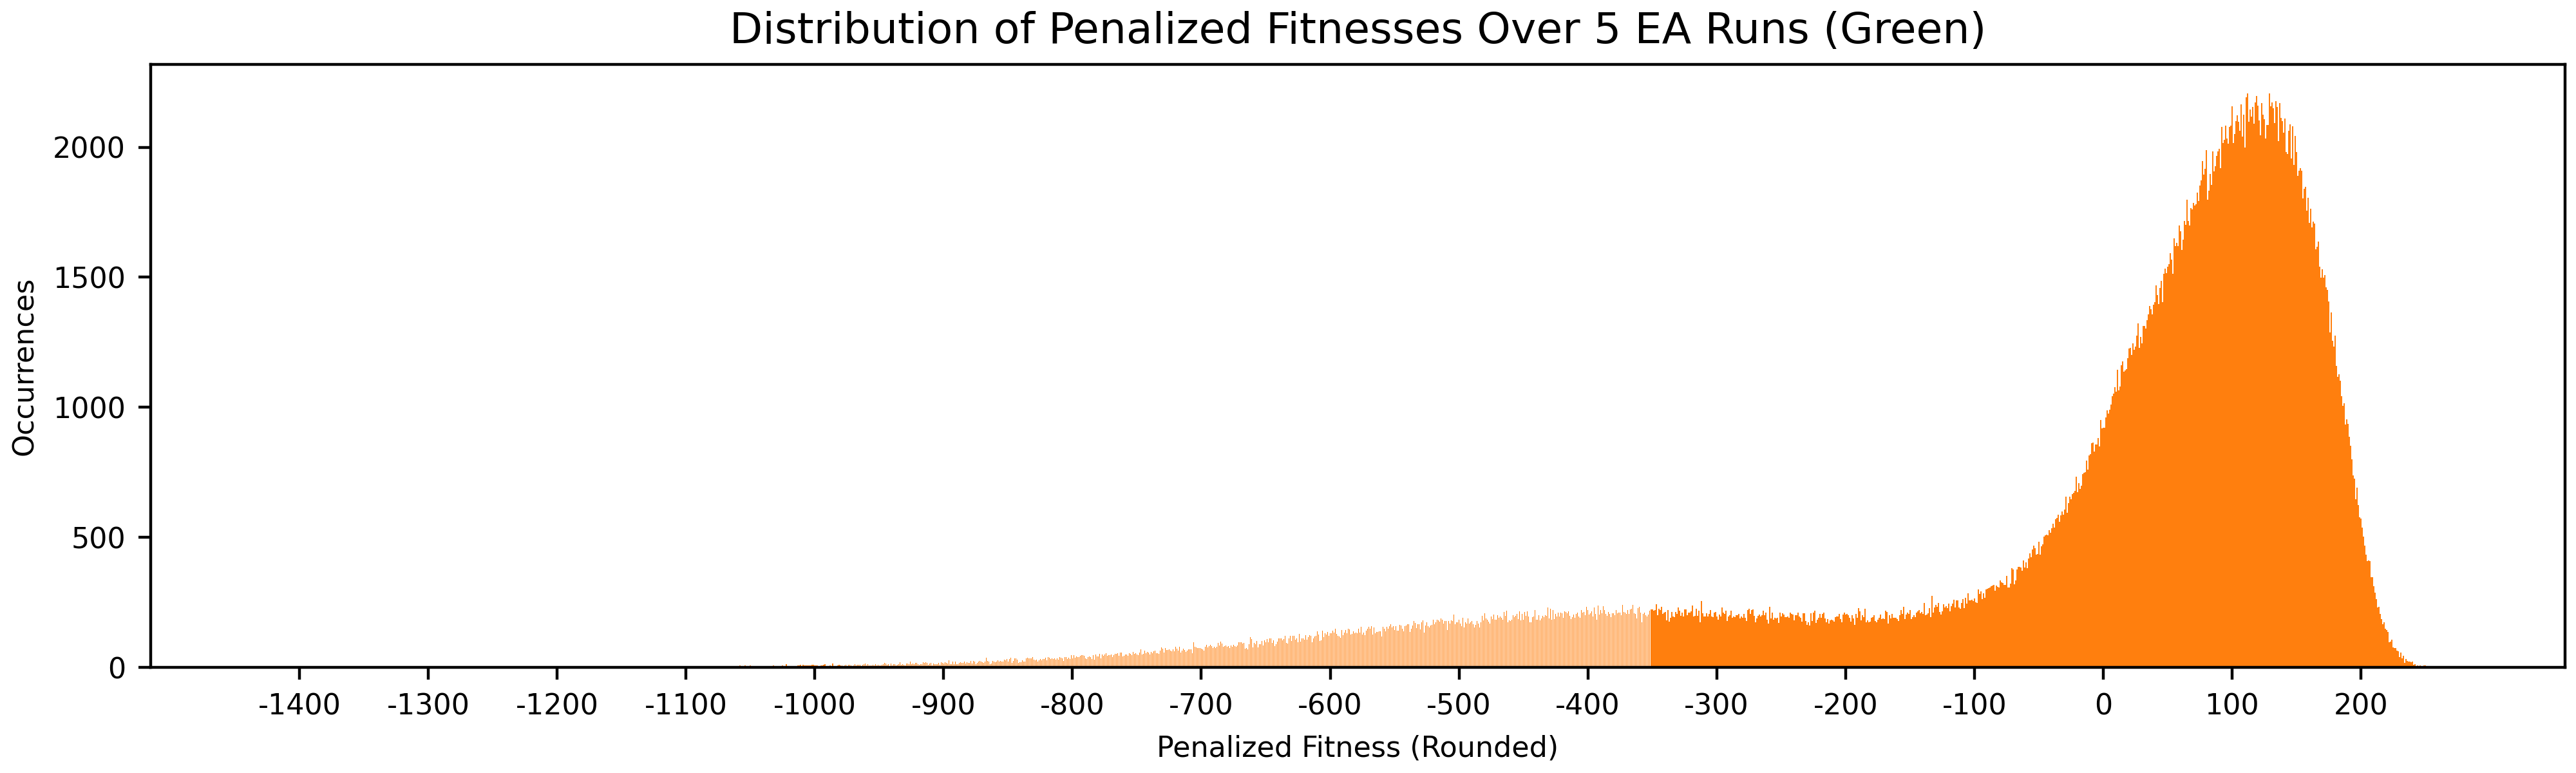 Distribution of Penalized Fitnesses Over 5 EA Runs (Green)
Occurrences
2000
1500
1000
500
0
-1400 -1300 -1200 -1100 -1000 -900 -800 -700 -600 -500 -400 -300 -200 -100 0 100 200
Penalized Fitness (Rounded)